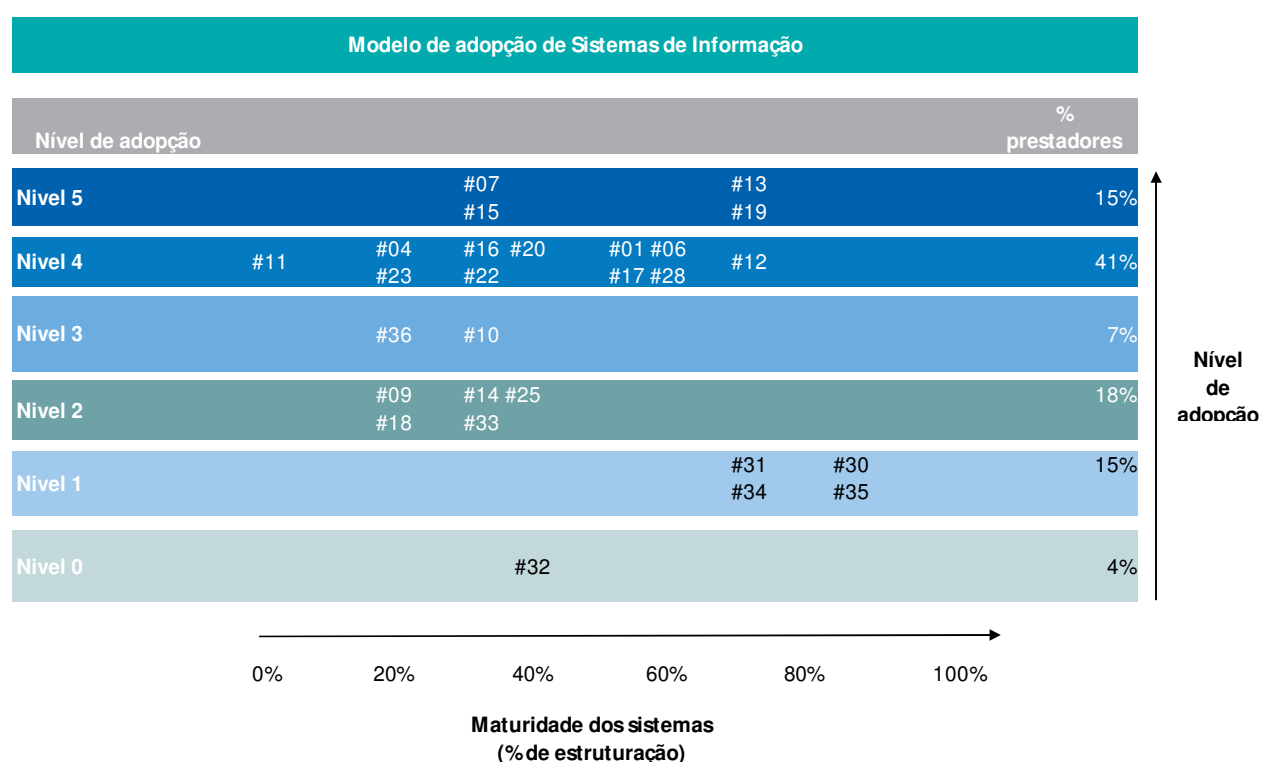 Modelo de adopção de Sistemas de Informação
%
Nível de adopção prestadores
#07 #13
Nivel 5 15%
#15 #19
#04 #16 #20 #01 #06
Nivel 4 #11 #12 41%
#23 #22 #17 #28
Nivel 3 #36 #10 7%
#09 #14 #25 18%
Nivel 2
#18 #33
#31 #30 15%
Nivel 1
#34 #35
Nivel 0 #32 4%
Nível
de
adopção
0% 20% 40% 60% 80% 100%
Maturidade dos sistemas
(% de estruturação)